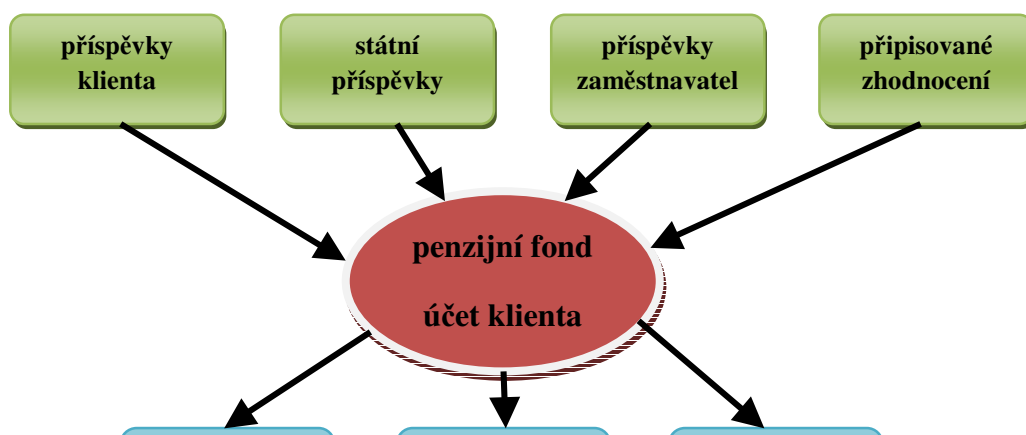 příspěvky
klienta
státní
příspěvky
příspěvky
zaměstnavatel
připisované
zhodnocení
penzijní fond
účet klienta